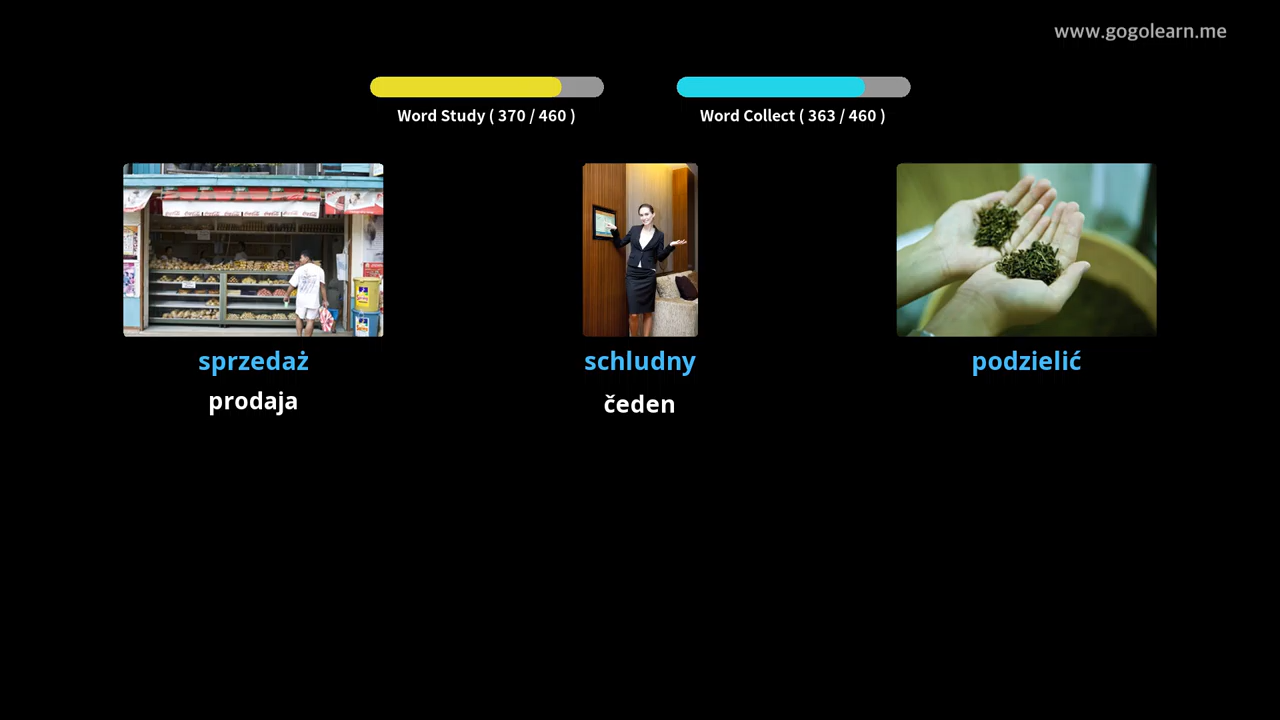 www.gogolearn.me
Word Study ( 370 / 460 )
Word Collect ( 363 / 460 )
sprzedaż
prodaja
schludny
čeden
podzielić